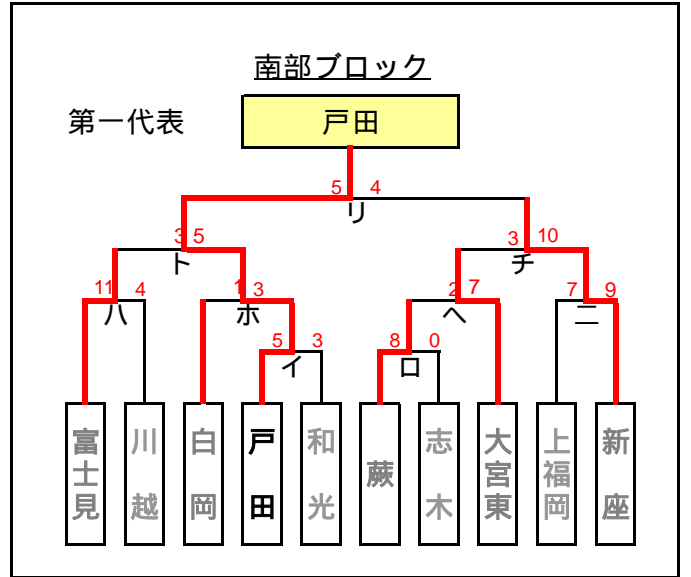 南部ブロック
第一代表
戸田
5 4
リ
3 5
ト
3 10
チ
11 4
ハ
1 3
ホ
2 7
ヘ
7 9
ニ
5 3
イ
8 0
ロ
富士見
川越
白岡
戸田
和光
蕨
志木
大宮東
上福岡
新座